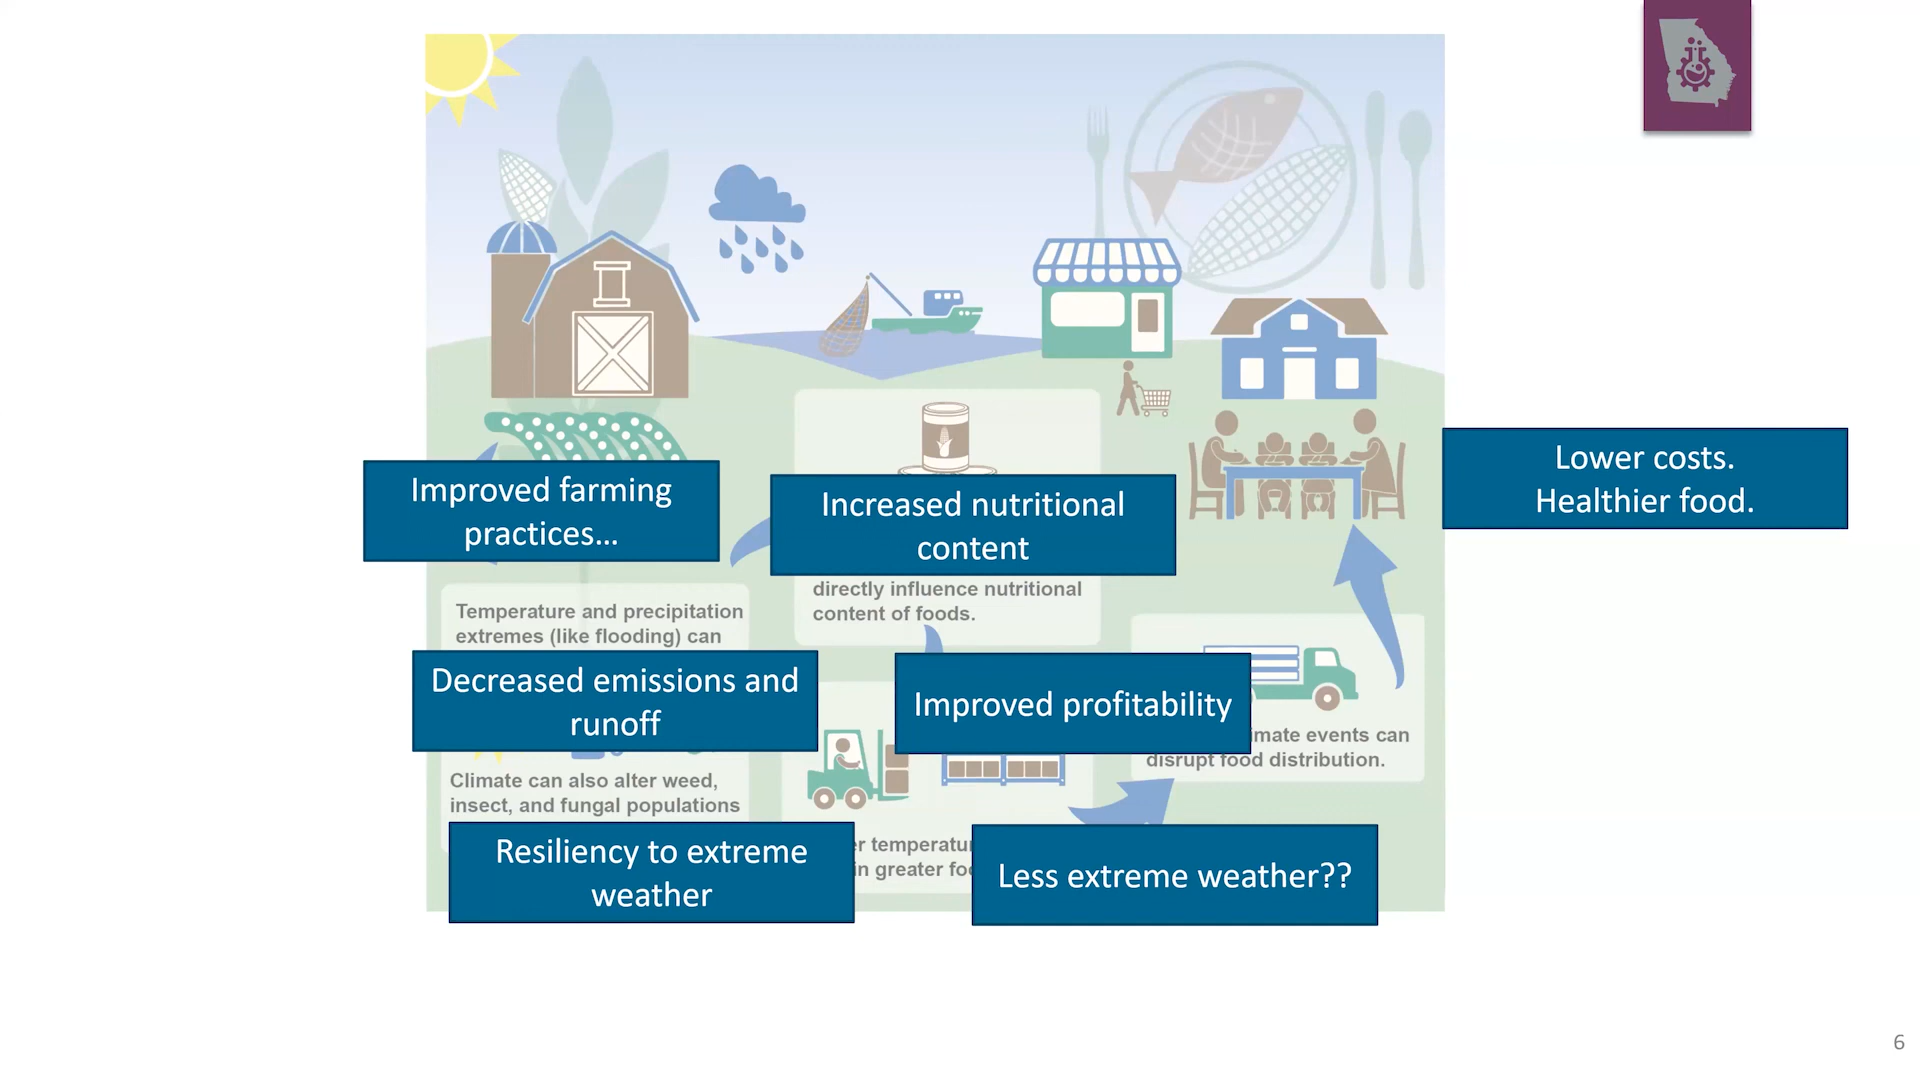 Improved farming
practices…
Increased nutritional
content
Lower costs.
Healthier food.
directly influence nutritional
content of foods.
Temperature and precipitation
extremes (like flooding) can
Decreased emissions and
runoff
Improved profitability
events can
disrupt food distribution.
Climate can also alter weed,
insect, and fungal populations
Resiliency to extreme
weather
in greater
Less extreme weather??
6